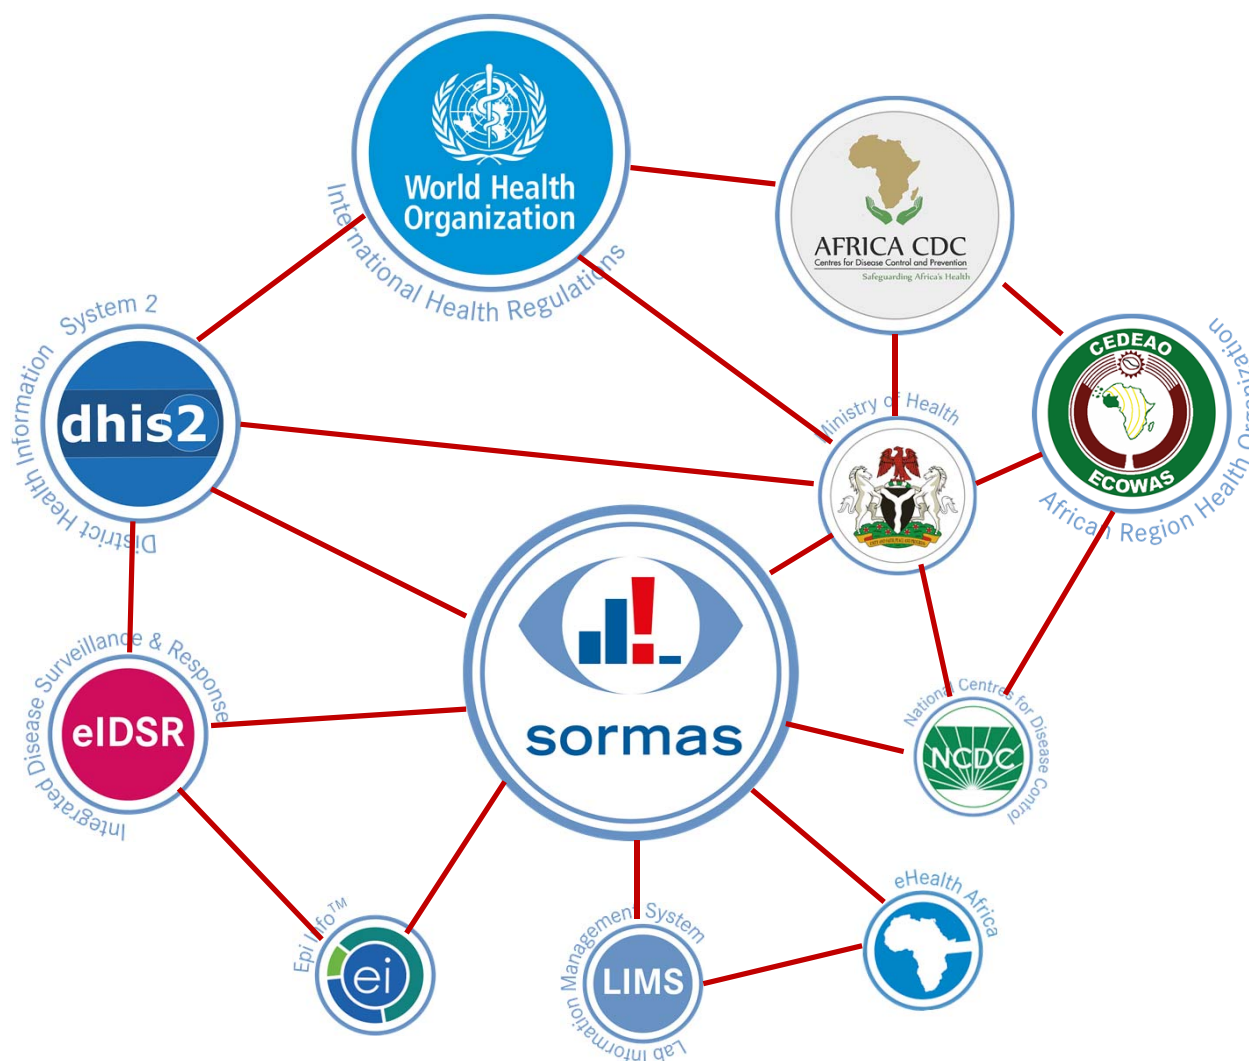 World Health
Organization
International Health Regulations
AFRICA CDC
Centres for Disease Control and Prevention
Safeguarding Africa's Health
District Health Information System 2
dhis2
Ministry of Health
CEDEAO
ECOWAS
African Region Health Organization
sormas
Integrated Disease Surveillance & Response
eIDSR
National Centres for Disease Control
NCDC
Epi Info™
ei
Lab Information Management System
LIMS
eHealth Africa